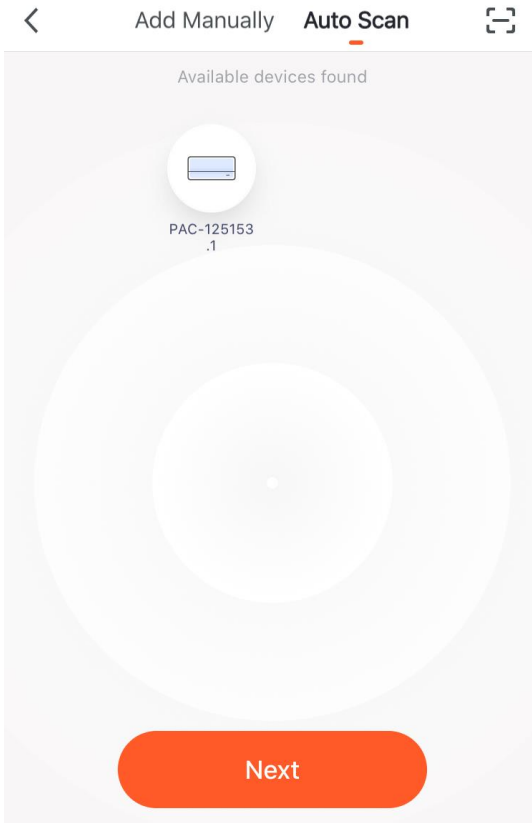 Add Manually Auto Scan
Available devices found
PAC-125153
.1
Next